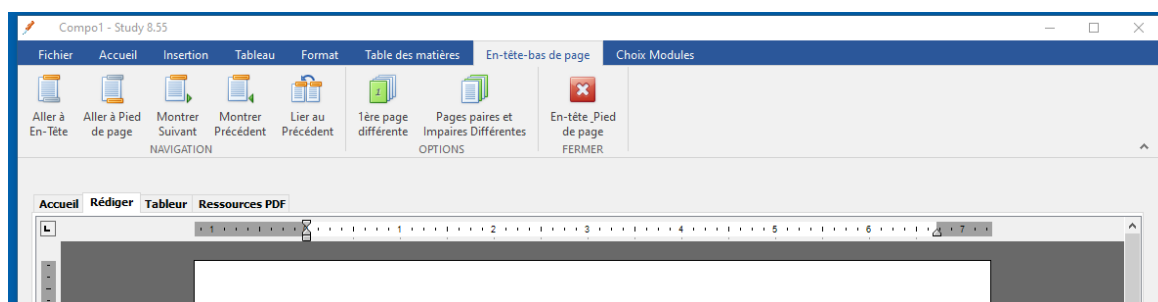 Compo1 - Study 8.55
Fichier Accueil Insertion Tableau Format Table des matières En-tête-bas de page Choix Modules
Aller à En-Tête
Aller à Pied de page
Montrer Suivant
Montrer Précédent
Lier au Précédent
1ère page différente
Pages paires et Impaires Différentes
En-tête_Pied de page
NAVIGATION OPTIONS FERMER
Accueil Rédiger Tableur Ressources PDF
L 1 1 2 3 4 5 6 7